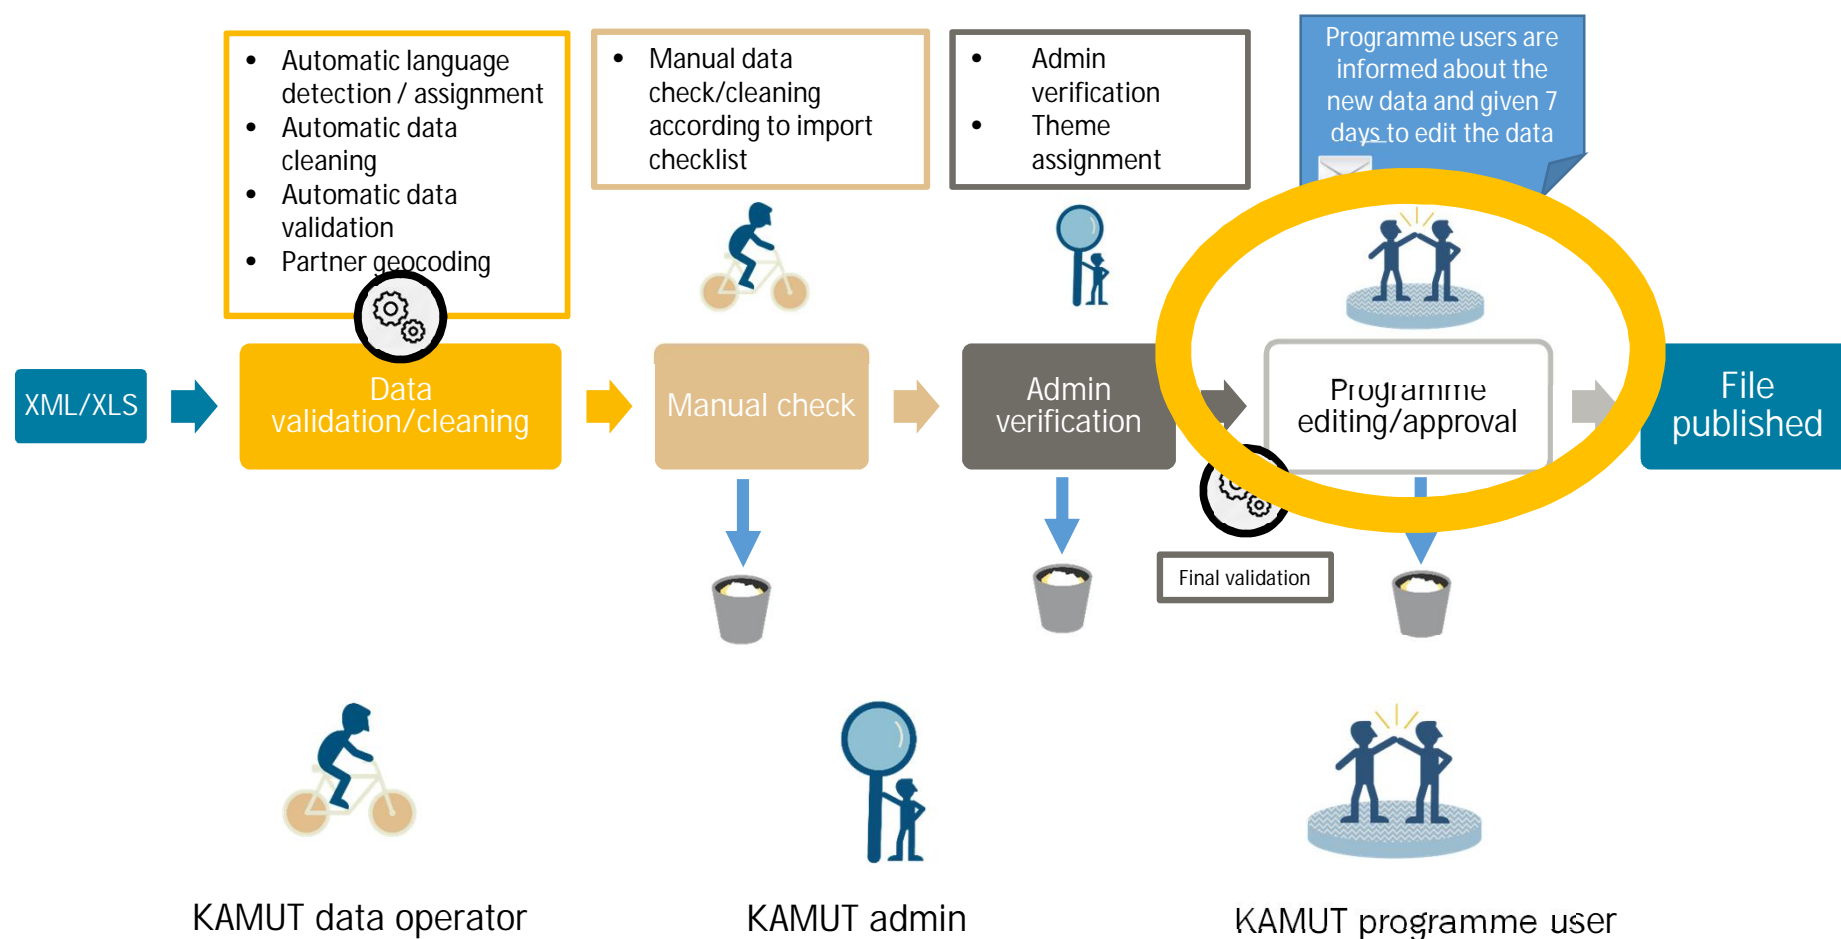 • Automatic language
detection / assignment
• Automatic data
cleaning
• Automatic data
validation
• Partner geocoding
• Manual data
check/cleaning
according to import
checklist
• Admin
verification
• Theme
assignment
Programme users are
informed about the
new data and given 7
days to edit the data
XML/XLS
Data
validation/cleaning
Manual check
Admin
verification
Programme
editing/approval
File
published
Final validation
KAMUT data operator
KAMUT admin
KAMUT programme user